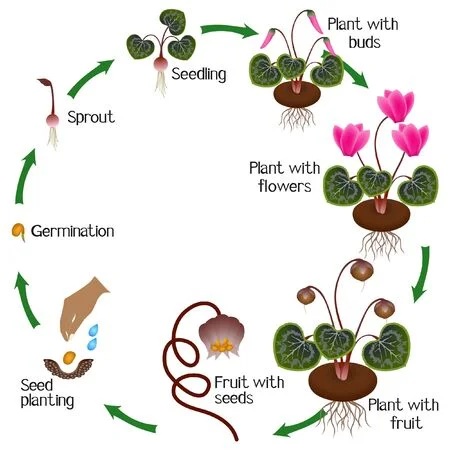 Plant with
buds
Seedling
Sprout
Plant with
flowers
Germination
Fruit with
seeds
Seed
planting
Plant with
fruit